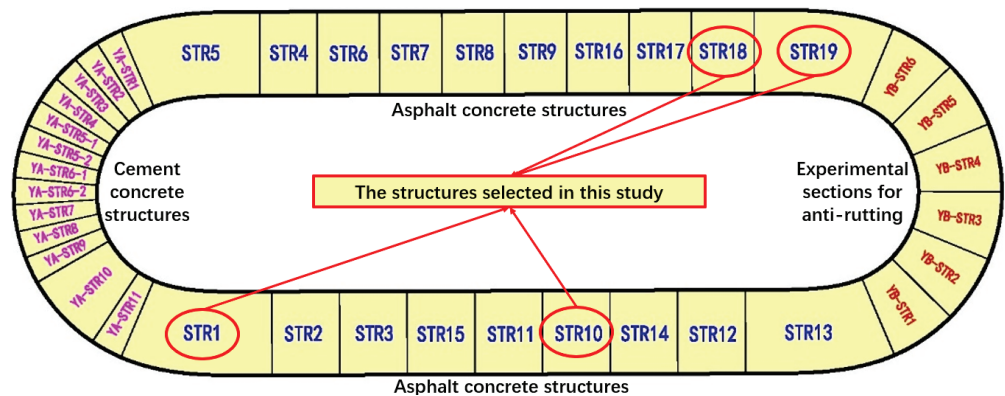 STR5 STR4 STR6 STR7 STR8 STR9 STR16 STR17 STR18 STR19
Asphalt concrete structures
YA-STR1
YA-STR2
YA-STR3
YA-STR4
YA-STR5-1
YA-STR5-2
YA-STR6-1
YA-STR6-2
YA-STR7
YA-STR8
YA-STR9
YA-STR10
YA-STR11
Cement
concrete
structures
The structures selected in this study
Experimental
sections for
anti-rutting
YB-STR6
YB-STR5
YB-STR4
YB-STR3
YB-STR2
YB-STR1
STR1 STR2 STR3 STR15 STR11 STR10 STR14 STR12 STR13
Asphalt concrete structures